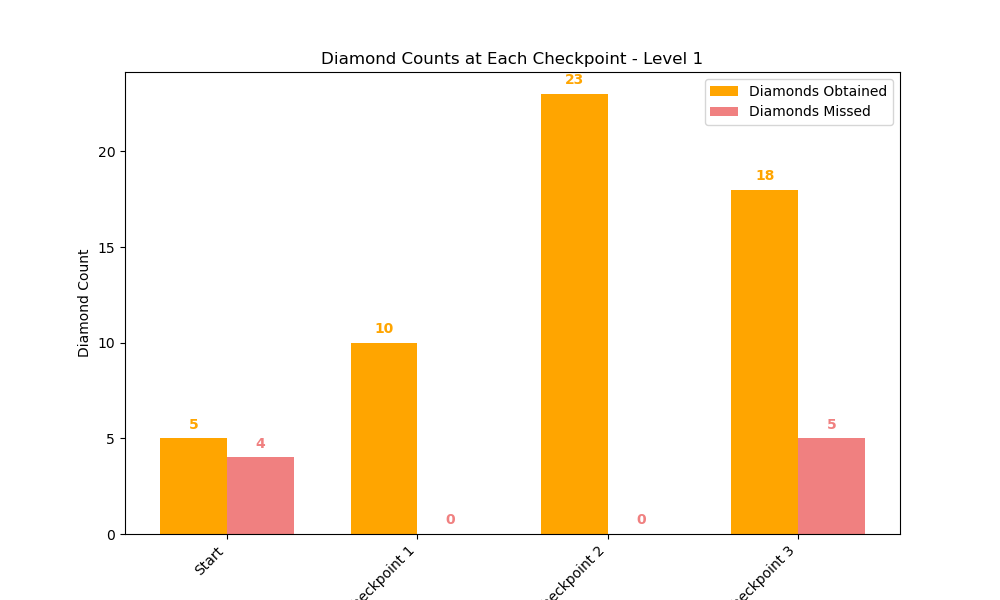 Diamond Counts at Each Checkpoint - Level 1
Diamonds Obtained
Diamonds Missed
Diamond Count
20
15
10
5
0
5
4
10
0
23
0
18
5
Start
heckpoint 1
heckpoint 2
heckpoint 3